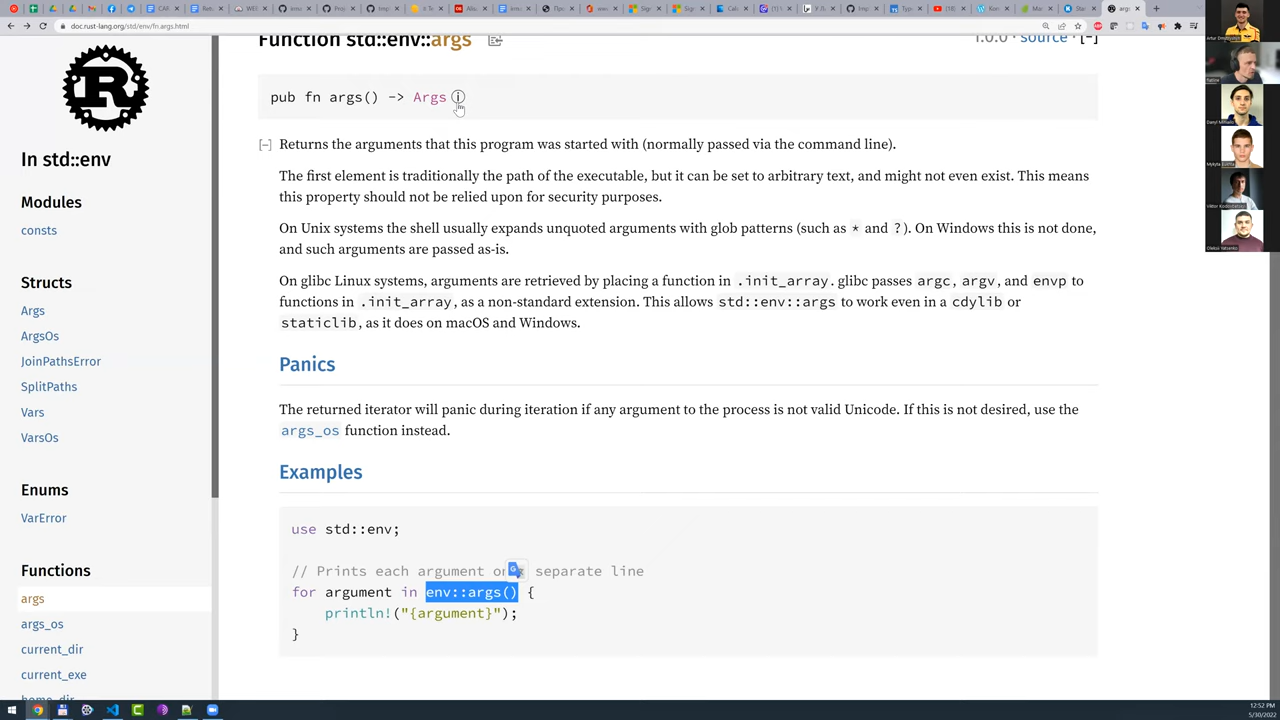 doc.rust-lang.org/std/env/fn.args.html
Function std::env::args
1.0.0
source
[−]
pub fn args() -> Args ⓘ
[−] Returns the arguments that this program was started with (normally passed via the command line).
The first element is traditionally the path of the executable, but it can be set to arbitrary text, and might not even exist. This means
this property should not be relied upon for security purposes.
On Unix systems the shell usually expands unquoted arguments with glob patterns (such as * and ?). On Windows this is not done,
and such arguments are passed as-is.
On glibc Linux systems, arguments are retrieved by placing a function in .init_array. glibc passes argc, argv, and envp to
functions in .init_array, as a non-standard extension. This allows std::env::args to work even in a cdylib or
staticlib, as it does on macOS and Windows.
Panics
The returned iterator will panic during iteration if any argument to the process is not valid Unicode. If this is not desired, use the
args_os function instead.
Examples
use std::env;
// Prints each argument on separate line
for argument in env::args() {
println!("{argument}");
}
In std::env
Modules
consts
Structs
Args
ArgsOs
JoinPathsError
SplitPaths
Vars
VarsOs
Enums
VarError
Functions
args
args_os
current_dir
current_exe
home_dir
12:52 PM
5/30/2022